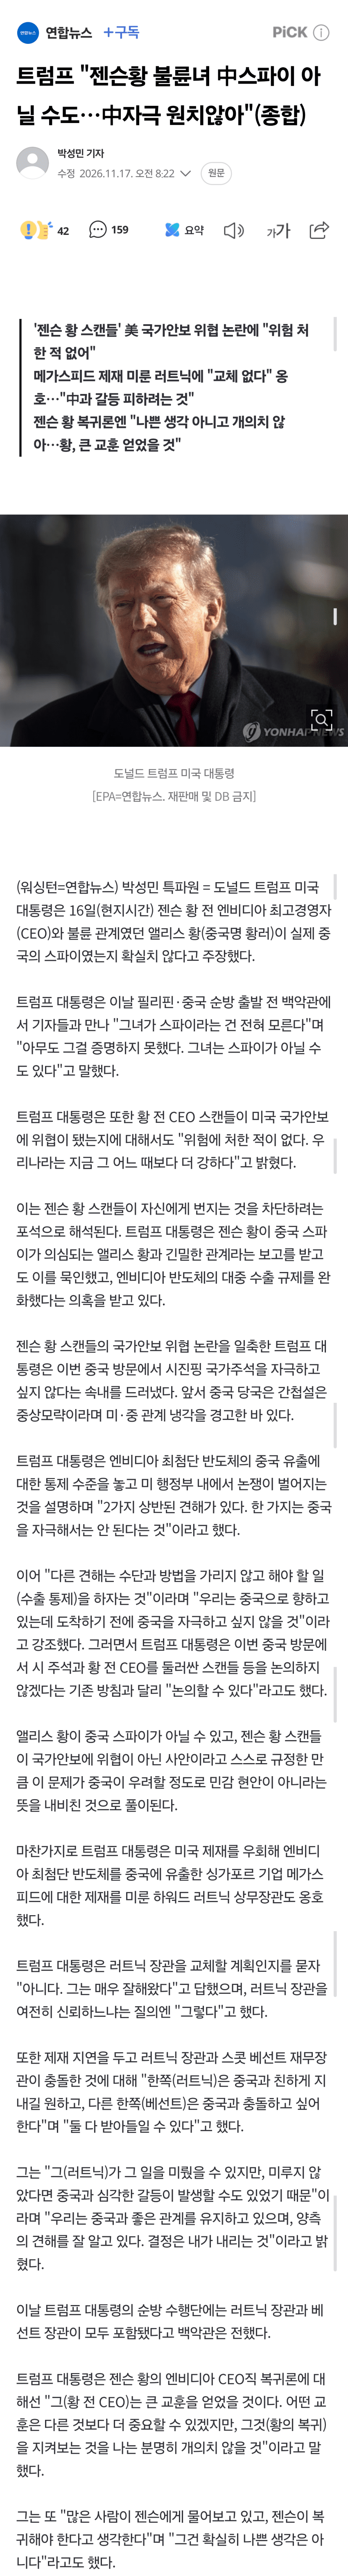 연합뉴스 연합뉴스 +구독 PiCK
트럼프 "젠슨황 불륜녀 中스파이 아
닐 수도…中자극 원치않아"(종합)
박성민 기자
수정 2026.11.17. 오전 8:22 원문
42 159 요약 가가
'젠슨 황 스캔들' 美 국가안보 위협 논란에 "위험 처
한 적 없어"
메가스피드 제재 미룬 러트닉에 "교체 없다" 옹
호…"中과 갈등 피하려는 것"
젠슨 황 복귀론엔 "나쁜 생각 아니고 개의치 않
아…황, 큰 교훈 얻었을 것"
YONHAPNEWS
도널드 트럼프 미국 대통령
[EPA=연합뉴스. 재판매 및 DB 금지]
(워싱턴=연합뉴스) 박성민 특파원 = 도널드 트럼프 미국
대통령은 16일(현지시간) 젠슨 황 전 엔비디아 최고경영자
(CEO)와 불륜 관계였던 앨리스 황(중국명 황러)이 실제 중
국의 스파이였는지 확실치 않다고 주장했다.
트럼프 대통령은 이날 필리핀·중국 순방 출발 전 백악관에
서 기자들과 만나 "그녀가 스파이라는 건 전혀 모른다"며
"아무도 그걸 증명하지 못했다. 그녀는 스파이가 아닐 수
도 있다"고 말했다.
트럼프 대통령은 또한 황 전 CEO 스캔들이 미국 국가안보
에 위협이 됐는지에 대해서도 "위험에 처한 적이 없다. 우
리나라는 지금 그 어느 때보다 더 강하다"고 밝혔다.
이는 젠슨 황 스캔들이 자신에게 번지는 것을 차단하려는
포석으로 해석된다. 트럼프 대통령은 젠슨 황이 중국 스파
이가 의심되는 앨리스 황과 긴밀한 관계라는 보고를 받고
도 이를 묵인했고, 엔비디아 반도체의 대중 수출 규제를 완
화했다는 의혹을 받고 있다.
젠슨 황 스캔들의 국가안보 위협 논란을 일축한 트럼프 대
통령은 이번 중국 방문에서 시진핑 국가주석을 자극하고
싶지 않다는 속내를 드러냈다. 앞서 중국 당국은 간첩설은
중상모략이라며 미·중 관계 냉각을 경고한 바 있다.
트럼프 대통령은 엔비디아 최첨단 반도체의 중국 유출에
대한 통제 수준을 놓고 미 행정부 내에서 논쟁이 벌어지는
것을 설명하며 "2가지 상반된 견해가 있다. 한 가지는 중국
을 자극해서는 안 된다는 것"이라고 했다.
이어 "다른 견해는 수단과 방법을 가리지 않고 해야 할 일
(수출 통제)을 하자는 것"이라며 "우리는 중국으로 향하고
있는데 도착하기 전에 중국을 자극하고 싶지 않을 것"이라
고 강조했다. 그러면서 트럼프 대통령은 이번 중국 방문에
서 시 주석과 황 전 CEO를 둘러싼 스캔들 등을 논의하지
않겠다는 기존 방침과 달리 "논의할 수 있다"라고도 했다.
앨리스 황이 중국 스파이가 아닐 수 있고, 젠슨 황 스캔들
이 국가안보에 위협이 아닌 사안이라고 스스로 규정한 만
큼 이 문제가 중국이 우려할 정도로 민감 현안이 아니라는
뜻을 내비친 것으로 풀이된다.
마찬가지로 트럼프 대통령은 미국 제재를 우회해 엔비디
아 최첨단 반도체를 중국에 유출한 싱가포르 기업 메가스
피드에 대한 제재를 미룬 하워드 러트닉 상무장관도 옹호
했다.
트럼프 대통령은 러트닉 장관을 교체할 계획인지를 묻자
"아니다. 그는 매우 잘해왔다"고 답했으며, 러트닉 장관을
여전히 신뢰하느냐는 질의엔 "그렇다"고 했다.
또한 제재 지연을 두고 러트닉 장관과 스콧 베선트 재무장
관이 충돌한 것에 대해 "한쪽(러트닉)은 중국과 친하게 지
내길 원하고, 다른 한쪽(베선트)은 중국과 충돌하고 싶어
한다"며 "둘 다 받아들일 수 있다"고 했다.
그는 "그(러트닉)가 그 일을 미뤘을 수 있지만, 미루지 않
았다면 중국과 심각한 갈등이 발생할 수도 있었기 때문"이
라며 "우리는 중국과 좋은 관계를 유지하고 있으며, 양측
의 견해를 잘 알고 있다. 결정은 내가 내리는 것"이라고 밝
혔다.
이날 트럼프 대통령의 순방 수행단에는 러트닉 장관과 베
선트 장관이 모두 포함됐다고 백악관은 전했다.
트럼프 대통령은 젠슨 황의 엔비디아 CEO직 복귀론에 대
해선 "그(황 전 CEO)는 큰 교훈을 얻었을 것이다. 어떤 교
훈은 다른 것보다 더 중요할 수 있겠지만, 그것(황의 복귀)
을 지켜보는 것을 나는 분명히 개의치 않을 것"이라고 말
했다.
그는 또 "많은 사람이 젠슨에게 물어보고 있고, 젠슨이 복
귀해야 한다고 생각한다"며 "그건 확실히 나쁜 생각은 아
니다"라고도 했다.